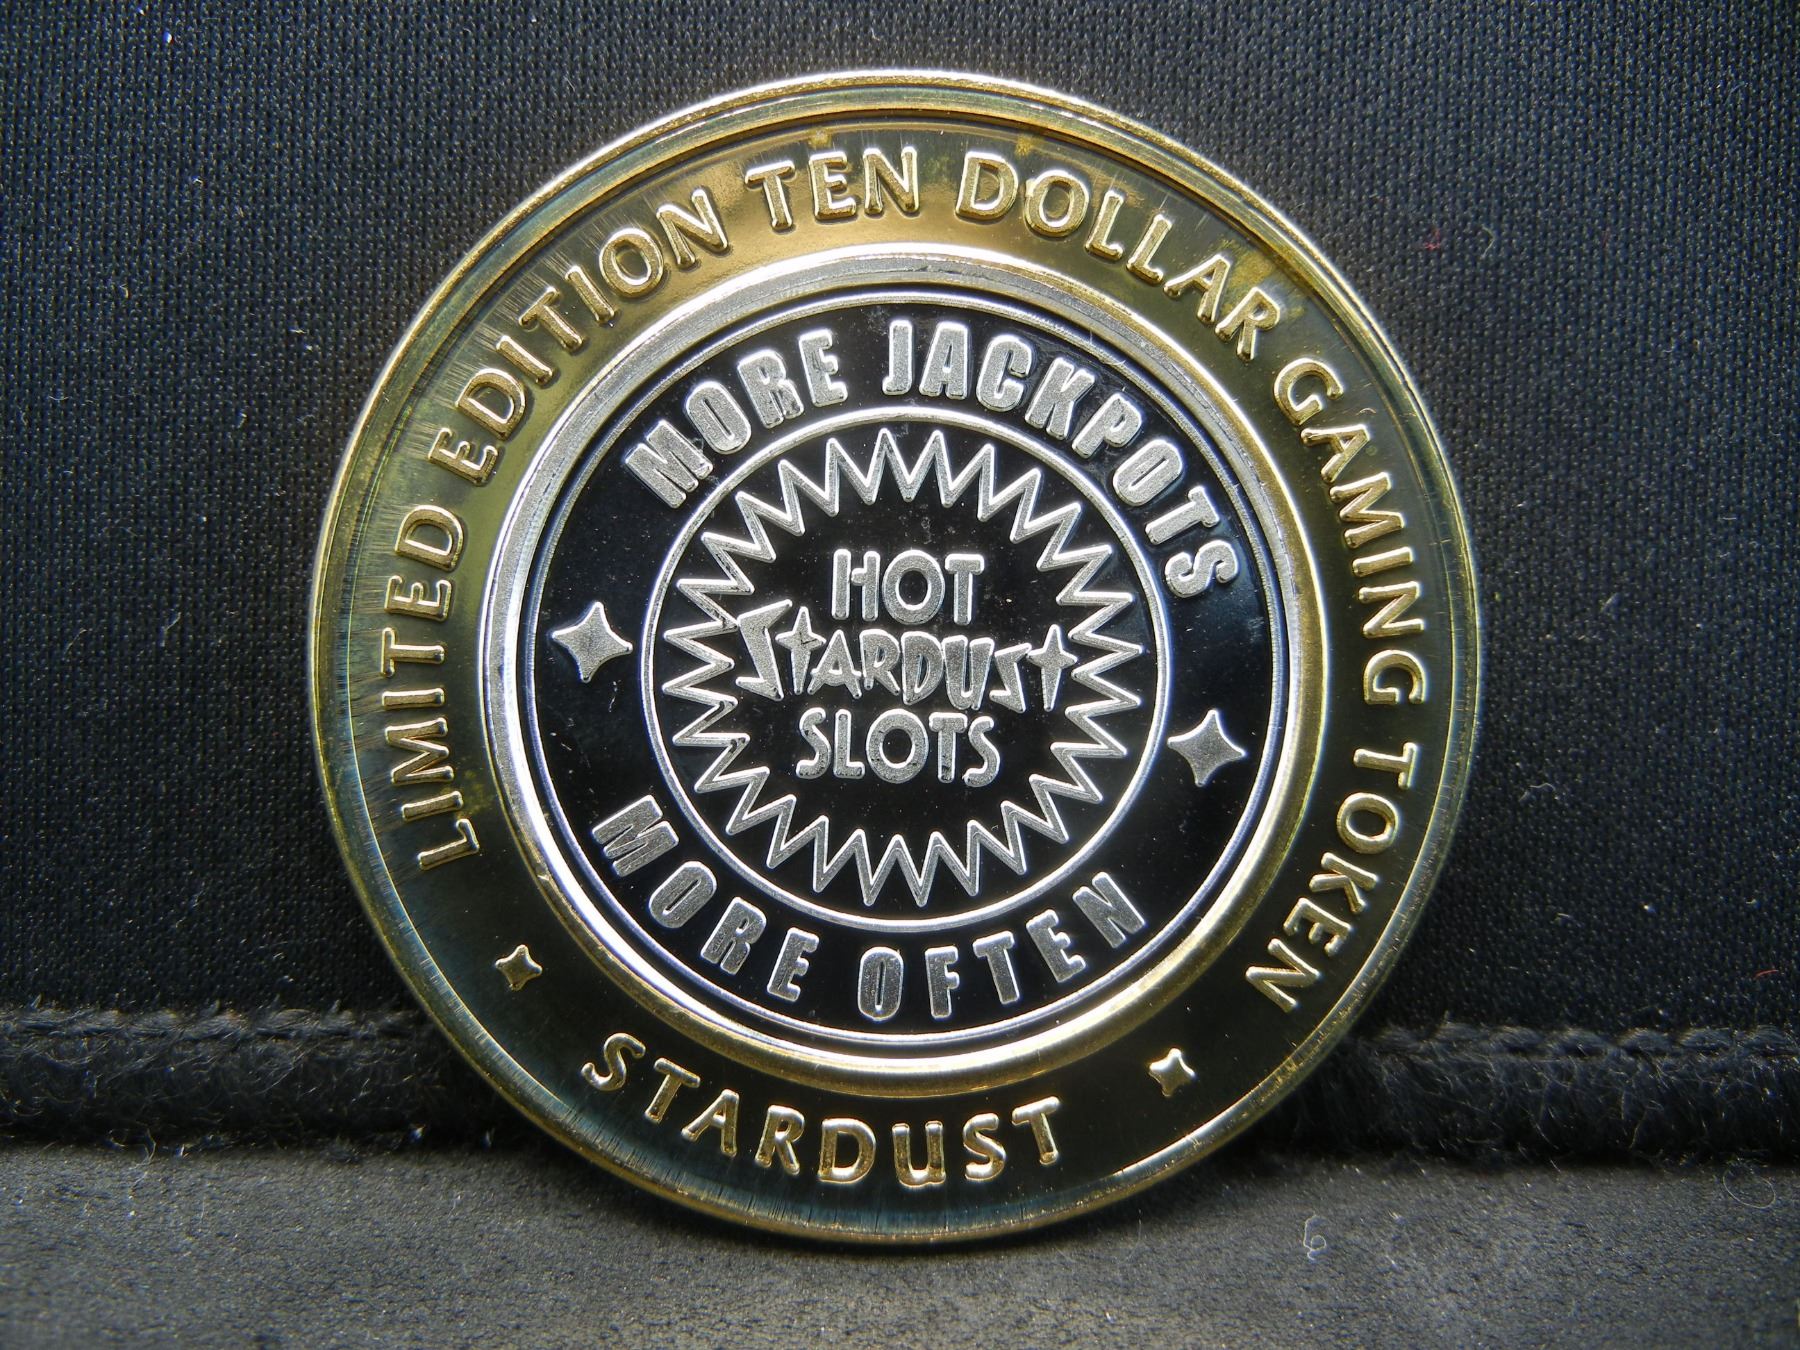 LIMITED EDITION TEN DOLLAR GAMING TOKEN
MORE JACKPOTS
HOT
STARDUST
SLOTS
MORE OFTEN
STARDUST